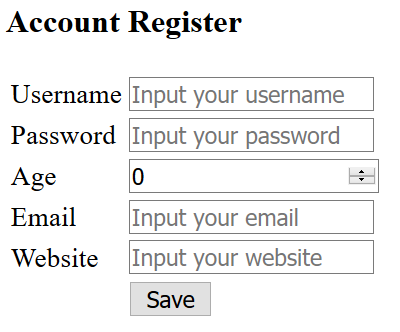 Account Register
Username Input your username
Password Input your password
Age 0
Email Input your email
Website Input your website
Save